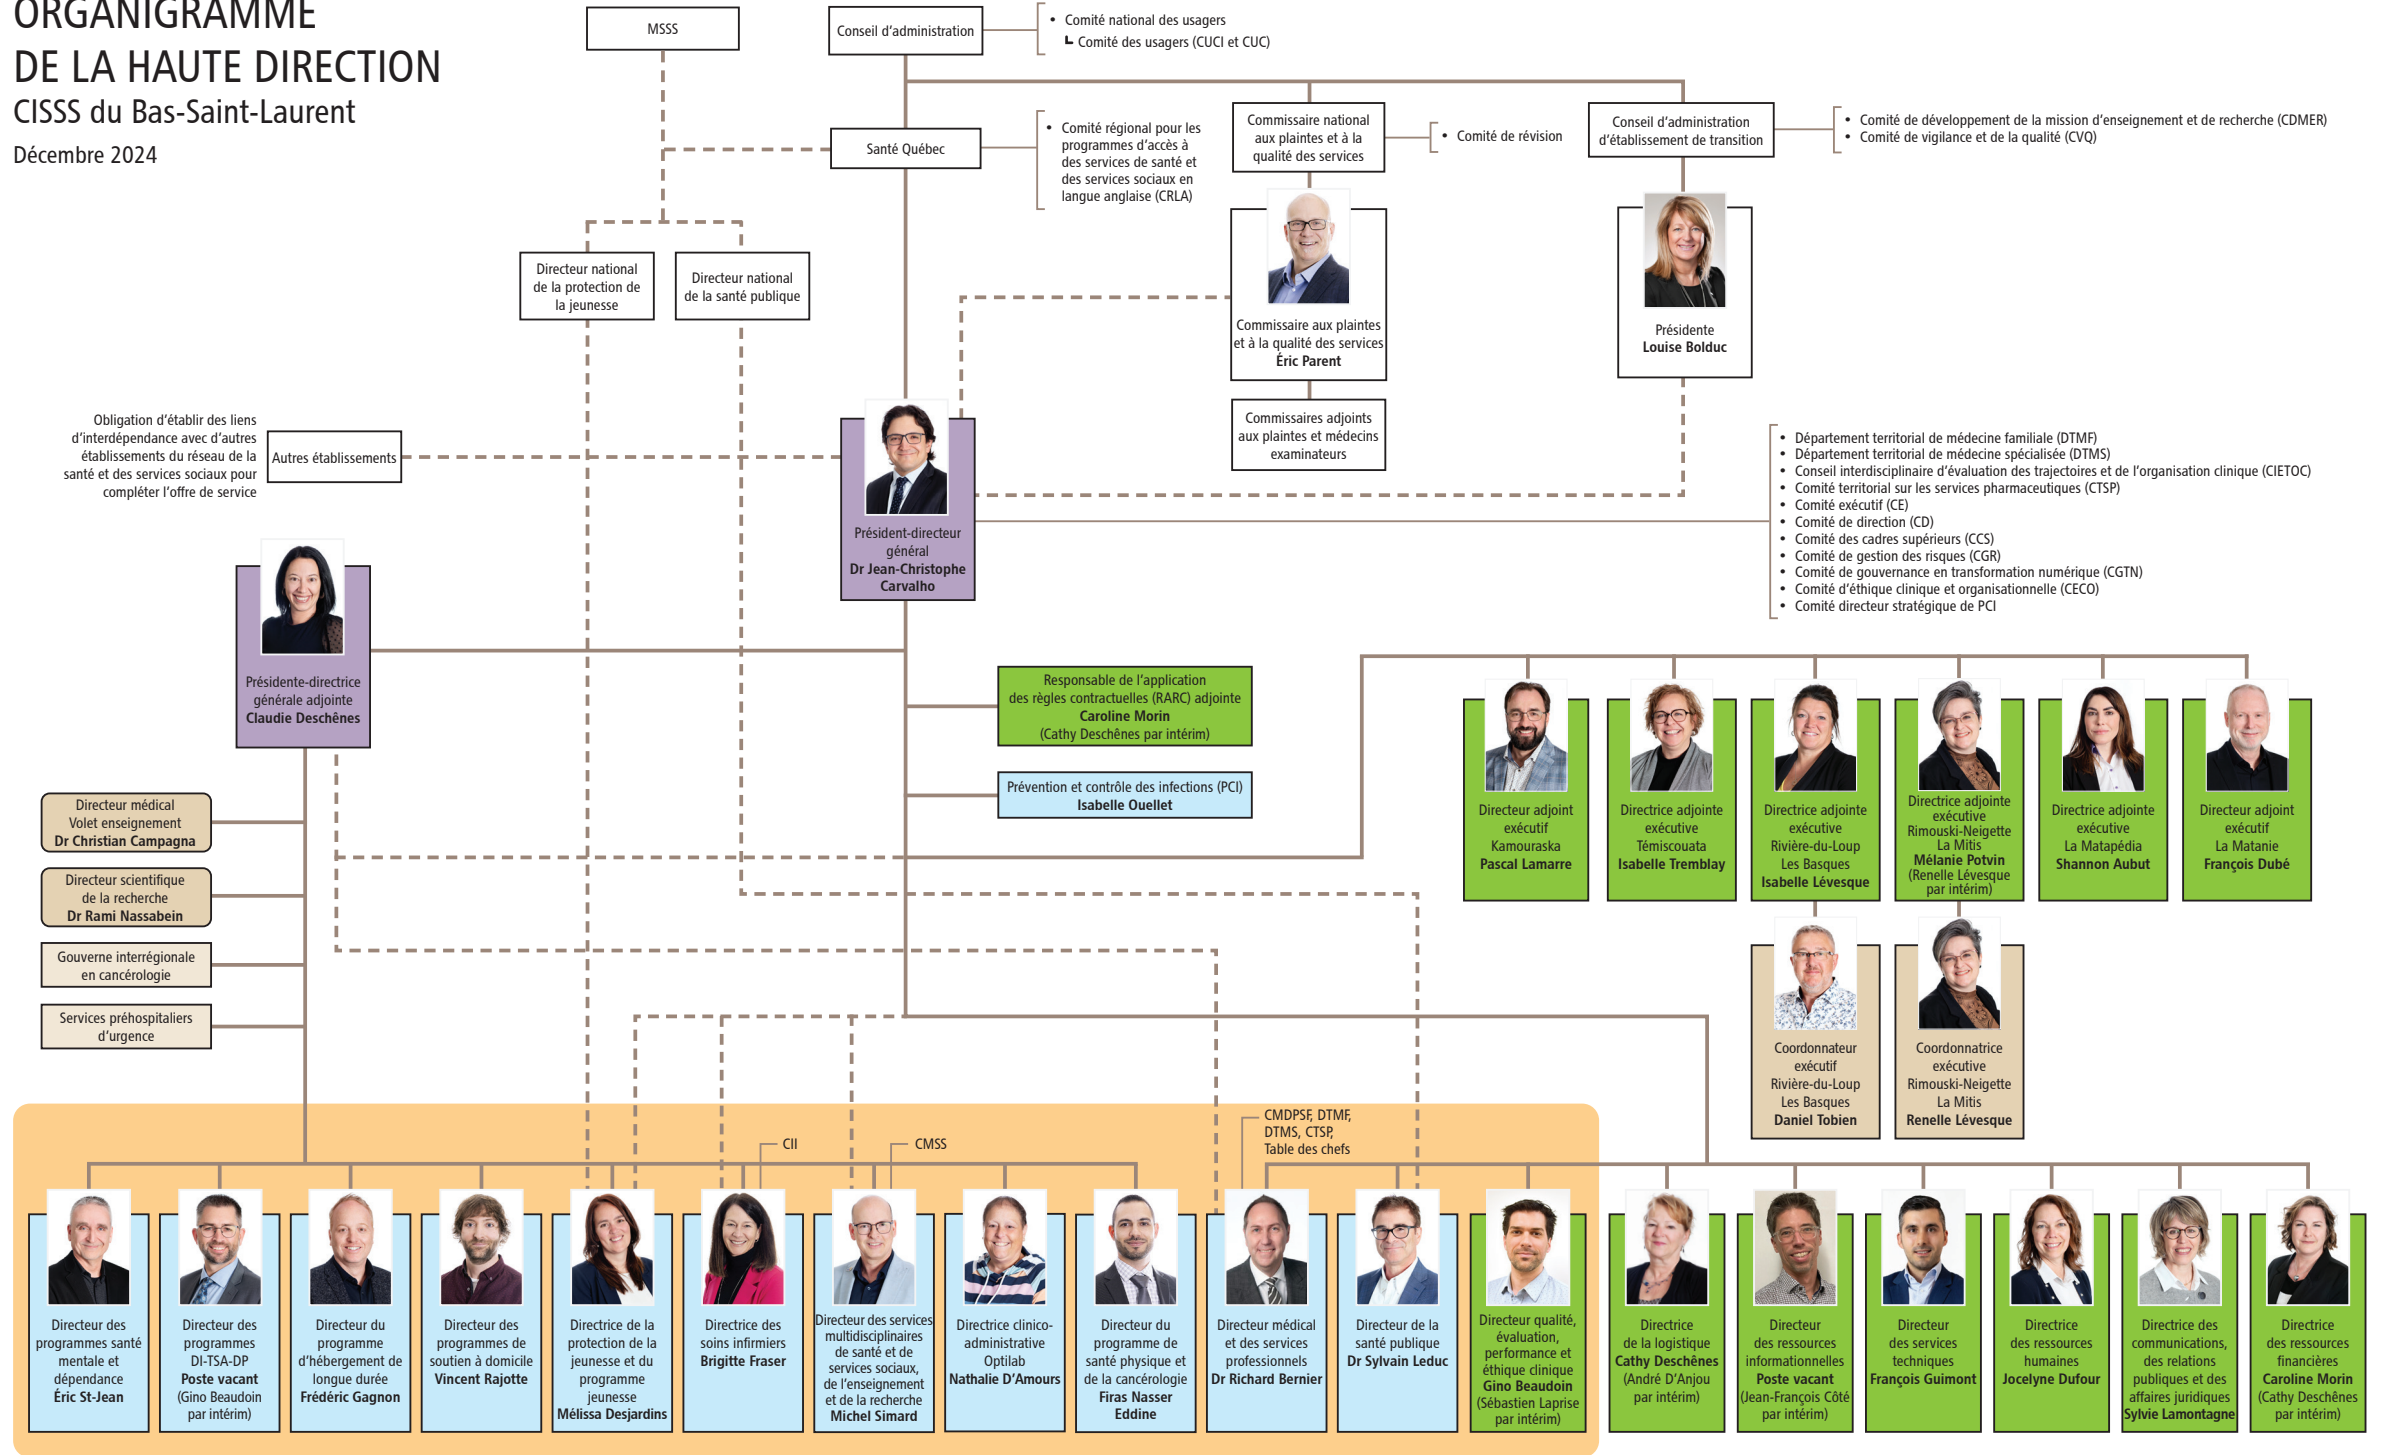 ORGANIGRAMME
DE LA HAUTE DIRECTION
CISSS du Bas-Saint-Laurent
Décembre 2024
MSSS
Conseil d'administration
• Comité national des usagers
Comité des usagers (CUCI et CUC)
Santé Québec
• Comité régional pour les
programmes d'accès à
des services de santé et
des services sociaux en
langue anglaise (CRLA)
Commissaire national
aux plaintes et à la
qualité des services
• Comité de révision
Conseil d'administration
d'établissement de transition
• Comité de développement de la mission d'enseignement et de recherche (CDMER)
• Comité de vigilance et de la qualité (CVQ)
Directeur national
de la protection de
la jeunesse
Directeur national
de la santé publique
Commissaire aux plaintes
et à la qualité des services
Éric Parent
Présidente
Louise Bolduc
Commissaires adjoints
aux plaintes et médecins
examinateurs
Obligation d'établir des liens
d'interdépendance avec d'autres
établissements du réseau de la
santé et des services sociaux pour
compléter l'offre de service
Autres établissements
Président-directeur
général
Dr Jean-Christophe
Carvalho
• Département territorial de médecine familiale (DTMF)
• Département territorial de médecine spécialisée (DTMS)
• Conseil interdisciplinaire d'évaluation des trajectoires et de l'organisation clinique (CIETOC)
• Comité territorial sur les services pharmaceutiques (CTSP)
• Comité exécutif (CE)
• Comité de direction (CD)
• Comité des cadres supérieurs (CCS)
• Comité de gestion des risques (CGR)
• Comité de gouvernance en transformation numérique (CGTN)
• Comité d'éthique clinique et organisationnelle (CECO)
• Comité directeur stratégique de PCI
Présidente-directrice
générale adjointe
Claudie Deschênes
Responsable de l'application
des règles contractuelles (RARC) adjointe
Caroline Morin
(Cathy Deschênes par intérim)
Prévention et contrôle des infections (PCI)
Isabelle Ouellet
Directeur adjoint
exécutif
Kamouraska
Pascal Lamarre
Directrice adjointe
exécutive
Témiscouata
Isabelle Tremblay
Directrice adjointe
exécutive
Rivière-du-Loup
Les Basques
Isabelle Lévesque
Directrice adjointe
exécutive
Rimouski-Neigette
La Mitis
Mélanie Potvin
(Renelle Lévesque
par intérim)
Directrice adjointe
exécutive
La Matapédia
Shannon Aubut
Directeur adjoint
exécutif
La Matanie
François Dubé
Directeur médical
Volet enseignement
Dr Christian Campagna
Directeur scientifique
de la recherche
Dr Rami Nassabein
Gouverne interrégionale
en cancérologie
Services préhospitaliers
d'urgence
Coordonnateur
exécutif
Rivière-du-Loup
Les Basques
Daniel Tobien
Coordonnatrice
exécutive
Rimouski-Neigette
La Mitis
Renelle Lévesque
CII
CMSS
CMDPSF, DTMF,
DTMS, CTSP,
Table des chefs
Directeur des
programmes santé
mentale et
dépendance
Éric St-Jean
Directeur des
programmes
DI-TSA-DP
Poste vacant
(Gino Beaudoin
par intérim)
Directeur du
programme
d'hébergement de
longue durée
Frédéric Gagnon
Directeur des
programmes de
soutien à domicile
Vincent Rajotte
Directrice de la
protection de la
jeunesse et du
programme
jeunesse
Mélissa Desjardins
Directrice des
soins infirmiers
Brigitte Fraser
Directeur des services
multidisciplinaires
de santé et de
services sociaux,
de l'enseignement
et de la recherche
Michel Simard
Directrice clinico-
administrative
Optilab
Nathalie D'Amours
Directeur du
programme de
santé physique et
de la cancérologie
Firas Nasser
Eddine
Directeur médical
et des services
professionnels
Dr Richard Bernier
Directeur de la
santé publique
Dr Sylvain Leduc
Directeur qualité,
évaluation,
performance et
éthique clinique
Gino Beaudoin
(Sébastien Laprise
par intérim)
Directrice
de la logistique
Cathy Deschênes
(André D'Anjou
par intérim)
Directeur
des ressources
informationnelles
Poste vacant
(Jean-François Côté
par intérim)
Directeur
des services
techniques
François Guimont
Directrice
des ressources
humaines
Jocelyne Dufour
Directrice des
communications,
des relations
publiques et des
affaires juridiques
Sylvie Lamontagne
Directrice
des ressources
financières
Caroline Morin
(Cathy Deschênes
par intérim)